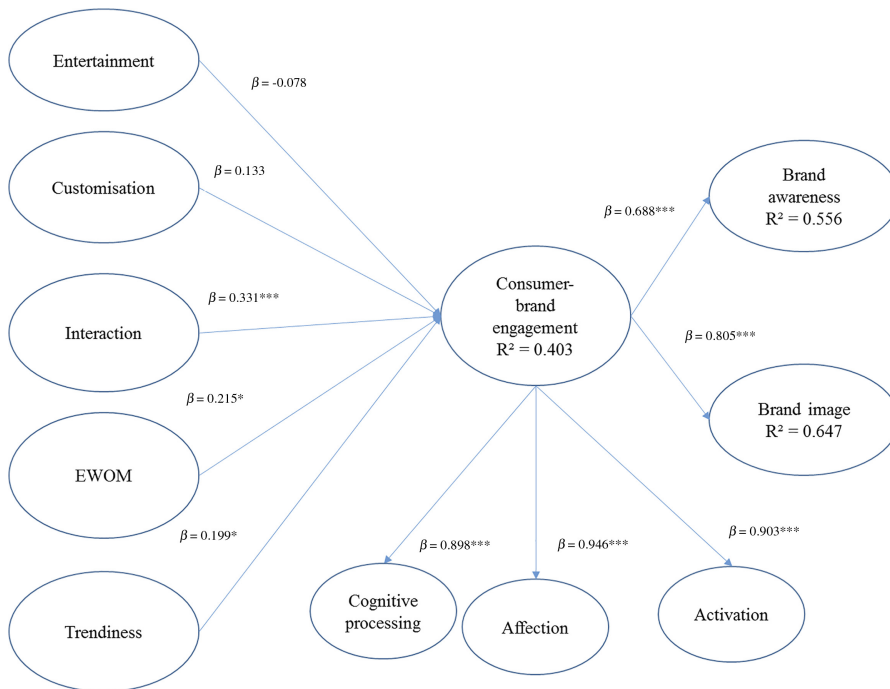 Entertainment
β = -0.078
Customisation
β = 0.133
Interaction
β = 0.331***
EWOM
β = 0.215*
Trendiness
β = 0.199*
Consumer-
brand
engagement
R² = 0.403
β = 0.688***
Brand
awareness
R² = 0.556
β = 0.805***
Brand image
R² = 0.647
β = 0.898***
Cognitive
processing
β = 0.946***
Affection
β = 0.903***
Activation